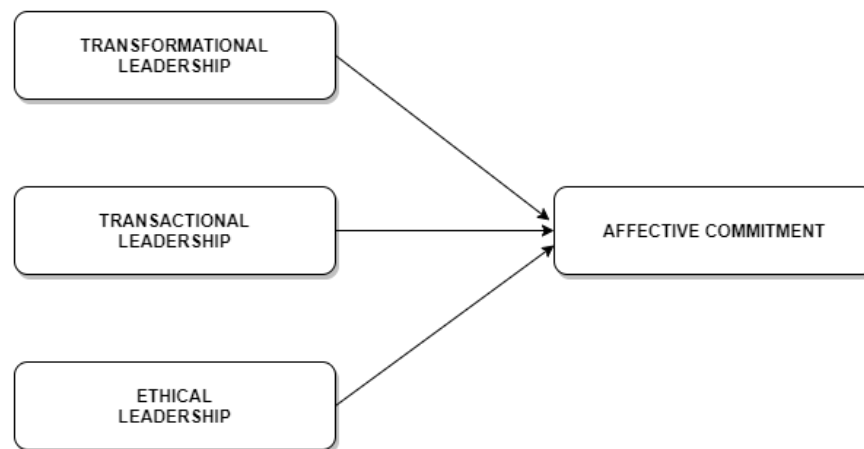 TRANSFORMATIONAL
LEADERSHIP
TRANSACTIONAL
LEADERSHIP
AFFECTIVE COMMITMENT
ETHICAL
LEADERSHIP